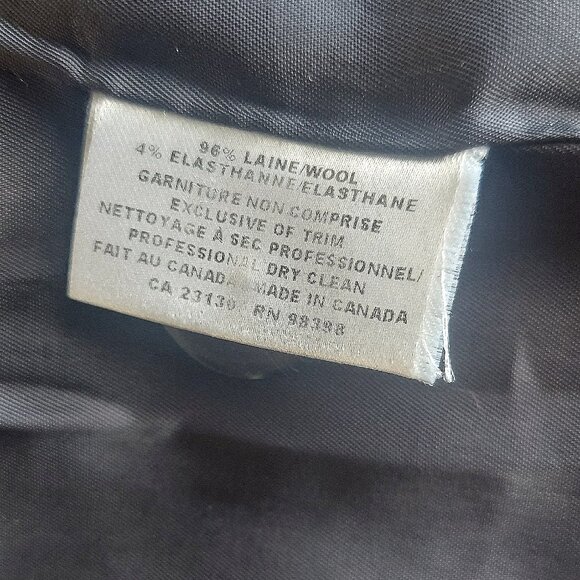 96% LAINE/WOOL
4% ELASTHANNE/ELASTHANE
GARNITURE NON COMPRISE
EXCLUSIVE OF TRIM
NETTOYAGE À SEC PROFESSIONNEL/
PROFESSIONAL DRY CLEAN
FAIT AU CANADA MADE IN CANADA
CA 23130 RN 98398